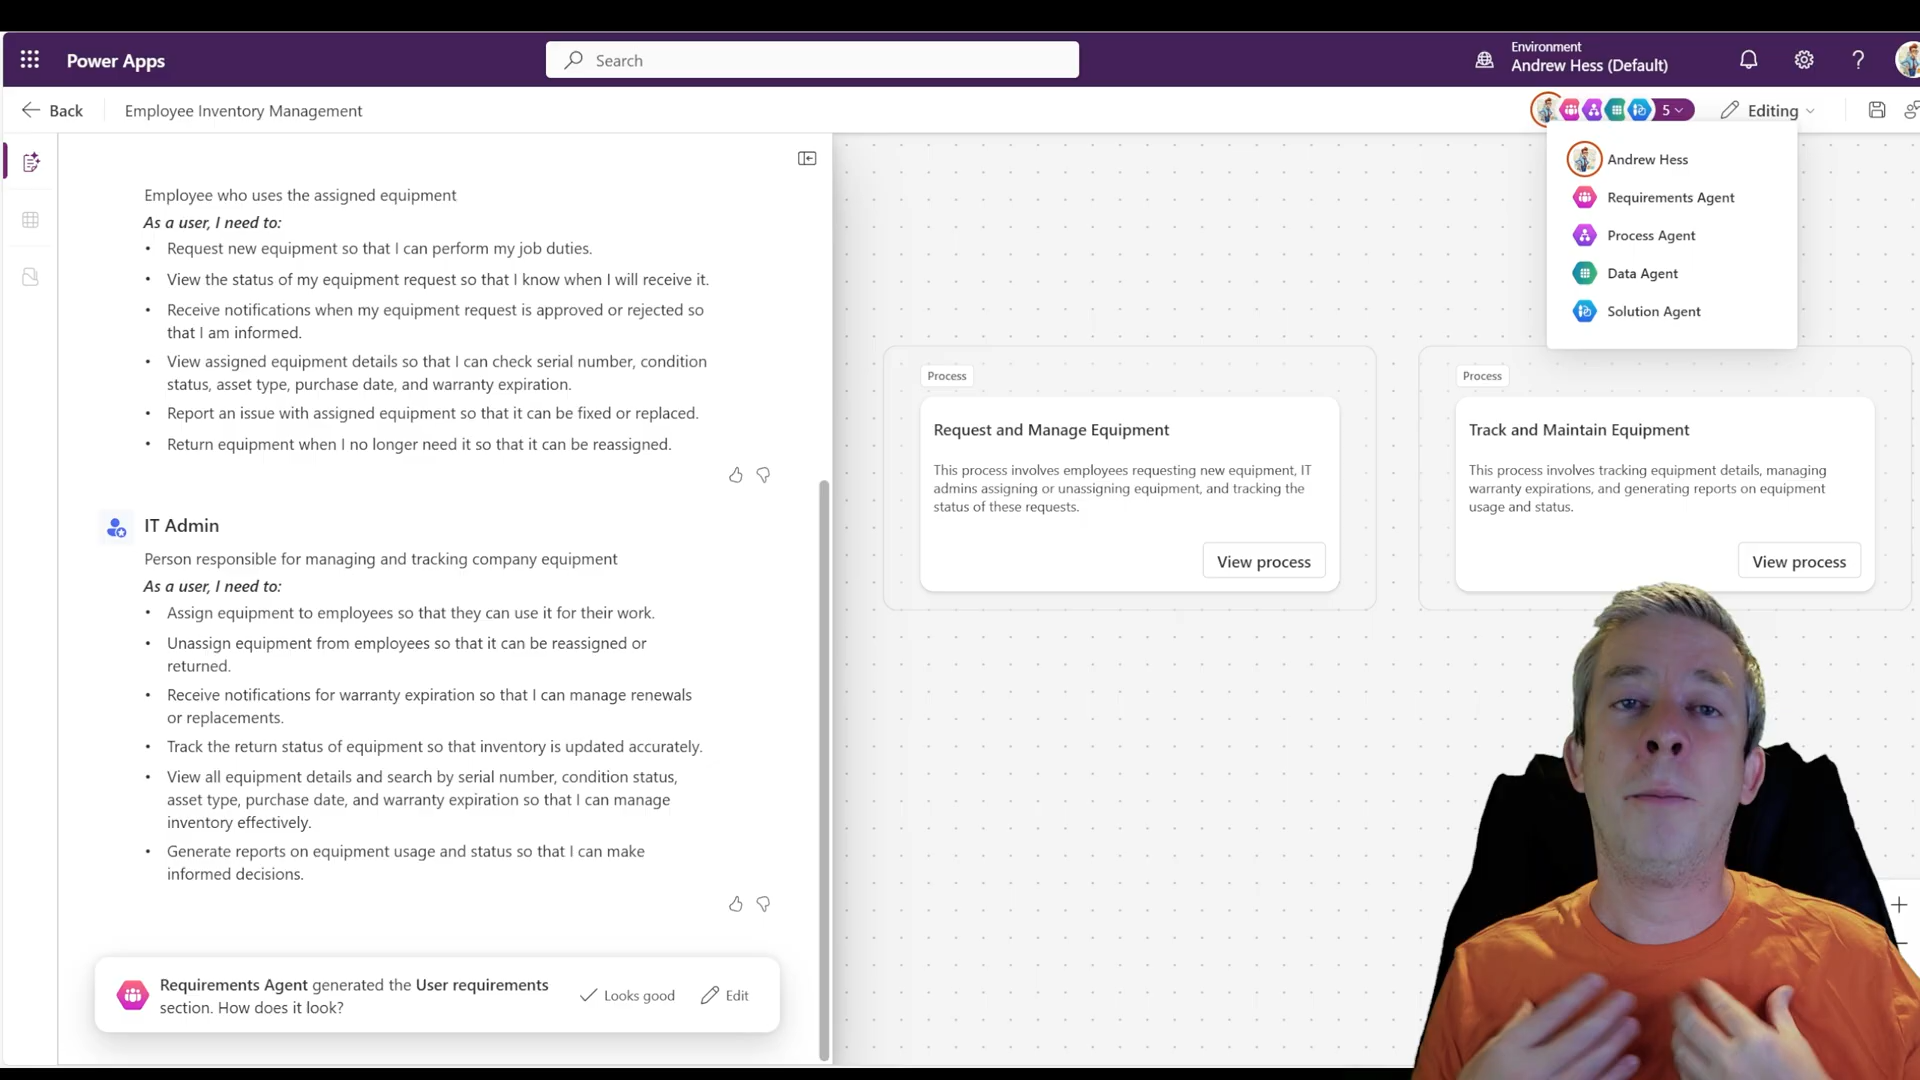 Power Apps
Search
Environment
Andrew Hess (Default)
Back
Employee Inventory Management
5
Editing
Andrew Hess
Requirements Agent
Process Agent
Data Agent
Solution Agent
Employee who uses the assigned equipment
As a user, I need to:
• Request new equipment so that I can perform my job duties.
• View the status of my equipment request so that I know when I will receive it.
• Receive notifications when my equipment request is approved or rejected so
that I am informed.
• View assigned equipment details so that I can check serial number, condition
status, asset type, purchase date, and warranty expiration.
• Report an issue with assigned equipment so that it can be fixed or replaced.
• Return equipment when I no longer need it so that it can be reassigned.
IT Admin
Person responsible for managing and tracking company equipment
As a user, I need to:
• Assign equipment to employees so that they can use it for their work.
• Unassign equipment from employees so that it can be reassigned or
returned.
• Receive notifications for warranty expiration so that I can manage renewals
or replacements.
• Track the return status of equipment so that inventory is updated accurately.
• View all equipment details and search by serial number, condition status,
asset type, purchase date, and warranty expiration so that I can manage
inventory effectively.
• Generate reports on equipment usage and status so that I can make
informed decisions.
Requirements Agent generated the User requirements
section. How does it look?
Looks good
Edit
Process
Request and Manage Equipment
This process involves employees requesting new equipment, IT
admins assigning or unassigning equipment, and tracking the
status of these requests.
View process
Process
Track and Maintain Equipment
This process involves tracking equipment details, managing
warranty expirations, and generating reports on equipment
usage and status.
View process